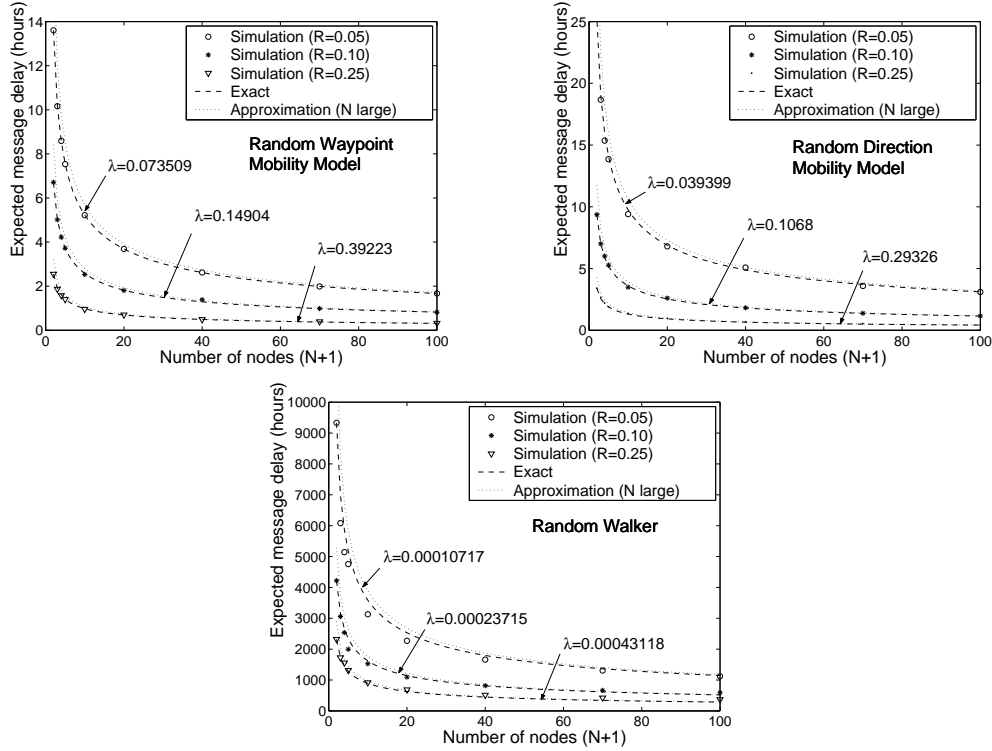 Expected message delay (hours)
14
12
10
8
6
4
2
0
0
20
40
60
80
100
Number of nodes (N+1)
Simulation (R=0.05)
Simulation (R=0.10)
Simulation (R=0.25)
Exact
Approximation (N large)
Random Waypoint
Mobility Model
λ=0.073509
λ=0.14904
λ=0.39223
Expected message delay (hours)
25
20
15
10
5
0
0
20
40
60
80
100
Number of nodes (N+1)
Simulation (R=0.05)
Simulation (R=0.10)
Simulation (R=0.25)
Exact
Approximation (N large)
Random Direction
Mobility Model
λ=0.039399
λ=0.1068
λ=0.29326
Expected message delay (hours)
10000
9000
8000
7000
6000
5000
4000
3000
2000
1000
0
0
20
40
60
80
100
Number of nodes (N+1)
Simulation (R=0.05)
Simulation (R=0.10)
Simulation (R=0.25)
Exact
Approximation (N large)
Random Walker
λ=0.00010717
λ=0.00023715
λ=0.00043118